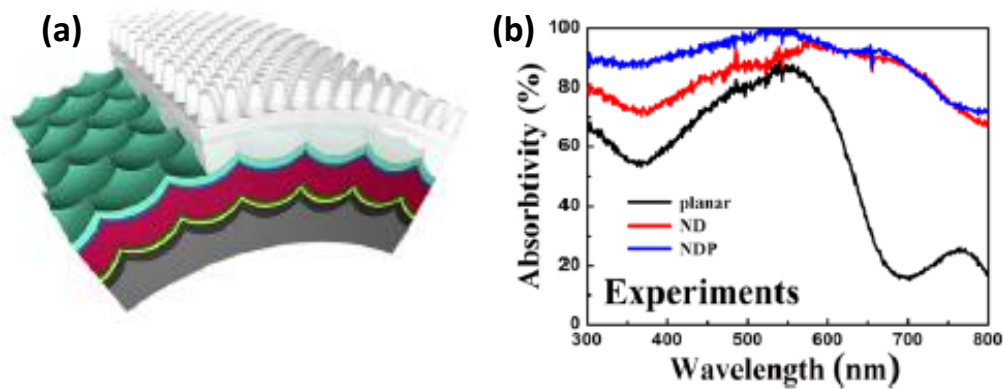 (a)
(b)
Absorbtivity (%)
100
80
60
40
20
0
planar
ND
NDP
Experiments
300 400 500 600 700 800
Wavelength (nm)